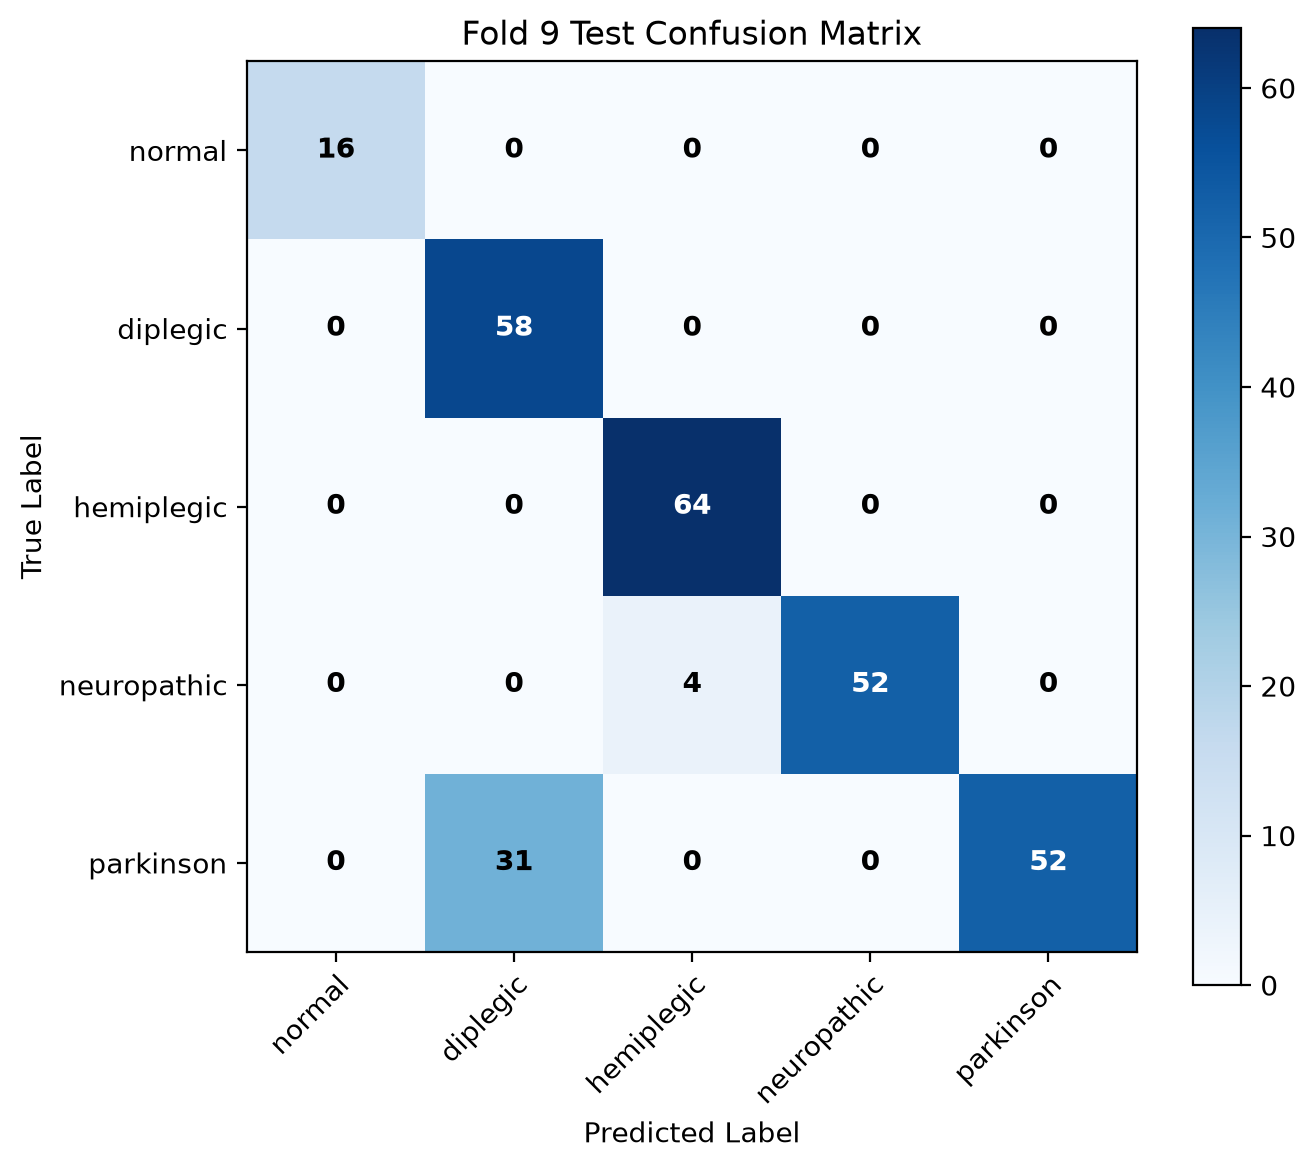 Fold 9 Test Confusion Matrix
True Label
normal 16 0 0 0 0
diplegic 0 58 0 0 0
hemiplegic 0 0 64 0 0
neuropathic 0 0 4 52 0
parkinson 0 31 0 0 52
normal diplegic hemiplegic neuropathic parkinson
Predicted Label
60
50
40
30
20
10
0